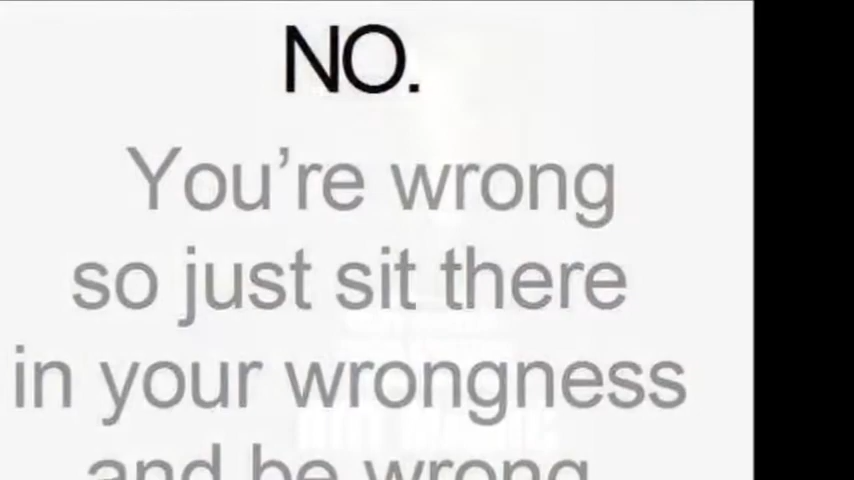 NO.
You’re wrong
so just sit there
in your wrongness
and be wrong.